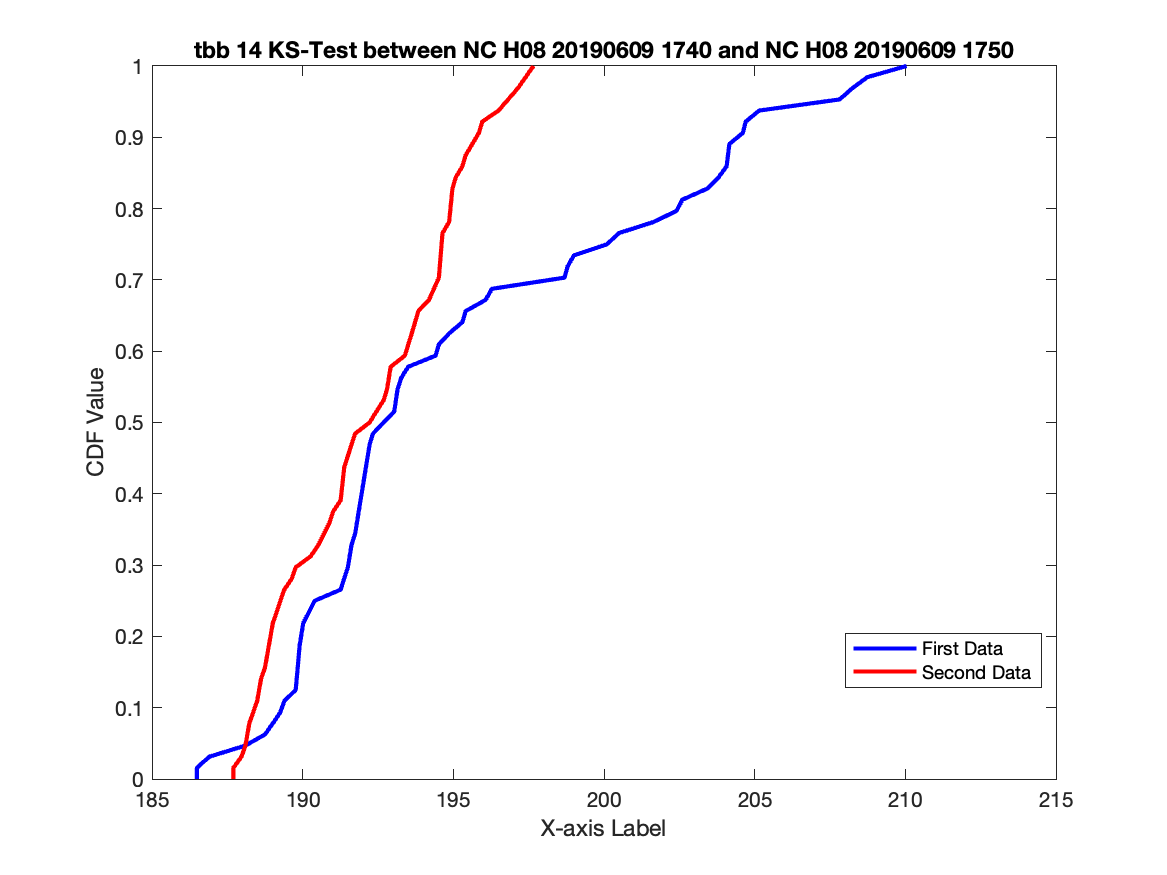 tbb 14 KS-Test between NC H08 20190609 1740 and NC H08 20190609 1750
1
0.9
0.8
0.7
0.6
0.5
0.4
0.3
0.2
0.1
0
CDF Value
First Data
Second Data
185 190 195 200 205 210 215
X-axis Label